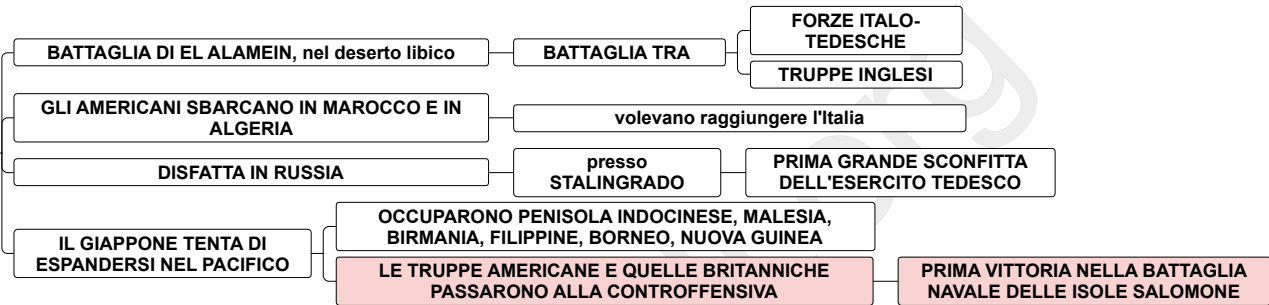 BATTAGLIA DI EL ALAMEIN, nel deserto libico
BATTAGLIA TRA
FORZE ITALO-
TEDESCHE
TRUPPE INGLESI
GLI AMERICANI SBARCANO IN MAROCCO E IN
ALGERIA
volevano raggiungere l'Italia
DISFATTA IN RUSSIA
presso
STALINGRADO
PRIMA GRANDE SCONFITTA
DELL'ESERCITO TEDESCO
IL GIAPPONE TENTA DI
ESPANDERSI NEL PACIFICO
OCCUPARONO PENISOLA INDOCINESE, MALESIA,
BIRMANIA, FILIPPINE, BORNEO, NUOVA GUINEA
LE TRUPPE AMERICANE E QUELLE BRITANNICHE
PASSARONO ALLA CONTROFFENSIVA
PRIMA VITTORIA NELLA BATTAGLIA
NAVALE DELLE ISOLE SALOMONE